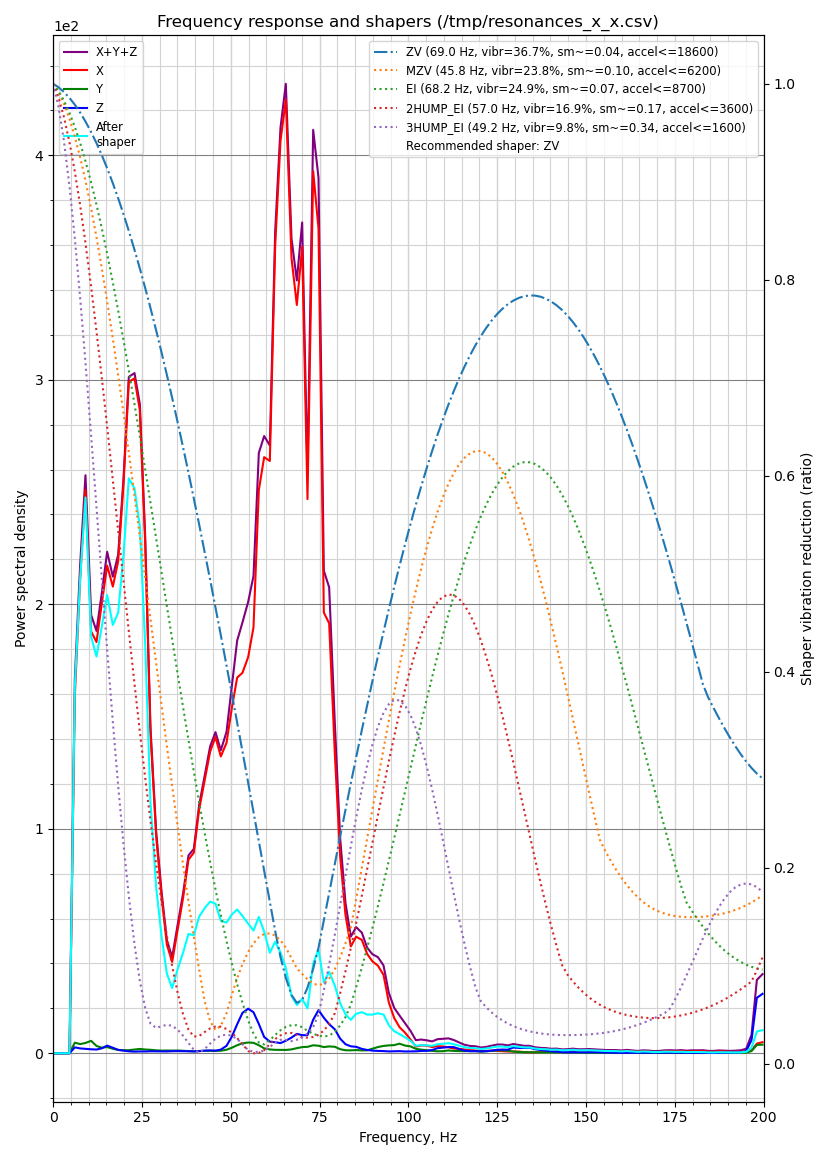 Frequency response and shapers (/tmp/resonances_x_x.csv)
1e2
X+Y+Z
X
Y
Z
After
shaper
ZV (69.0 Hz, vibr=36.7%, sm~=0.04, accel<=18600)
MZV (45.8 Hz, vibr=23.8%, sm~=0.10, accel<=6200)
EI (68.2 Hz, vibr=24.9%, sm~=0.07, accel<=8700)
2HUMP_EI (57.0 Hz, vibr=16.9%, sm~=0.17, accel<=3600)
3HUMP_EI (49.2 Hz, vibr=9.8%, sm~=0.34, accel<=1600)
Recommended shaper: ZV
4
3
2
1
0
Power spectral density
1.0
0.8
0.6
0.4
0.2
0.0
Shaper vibration reduction (ratio)
0 25 50 75 100 125 150 175 200
Frequency, Hz